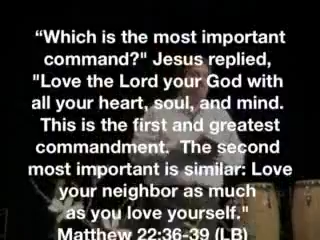 “Which is the most important
command?" Jesus replied,
"Love the Lord your God with
all your heart, soul, and mind.
This is the first and greatest
commandment.  The second
most important is similar: Love
your neighbor as much
as you love yourself."
Matthew 22:36-39 (LB)